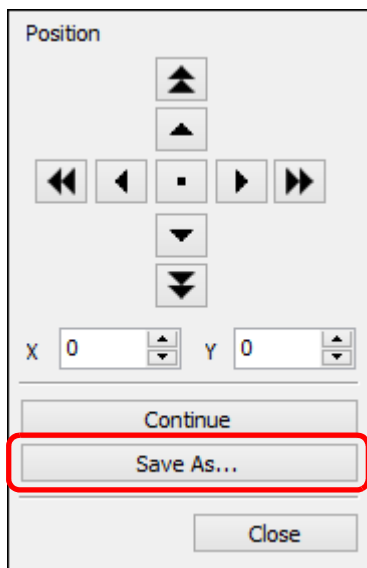 Position
X 0 Y 0
Continue
Save As...
Close